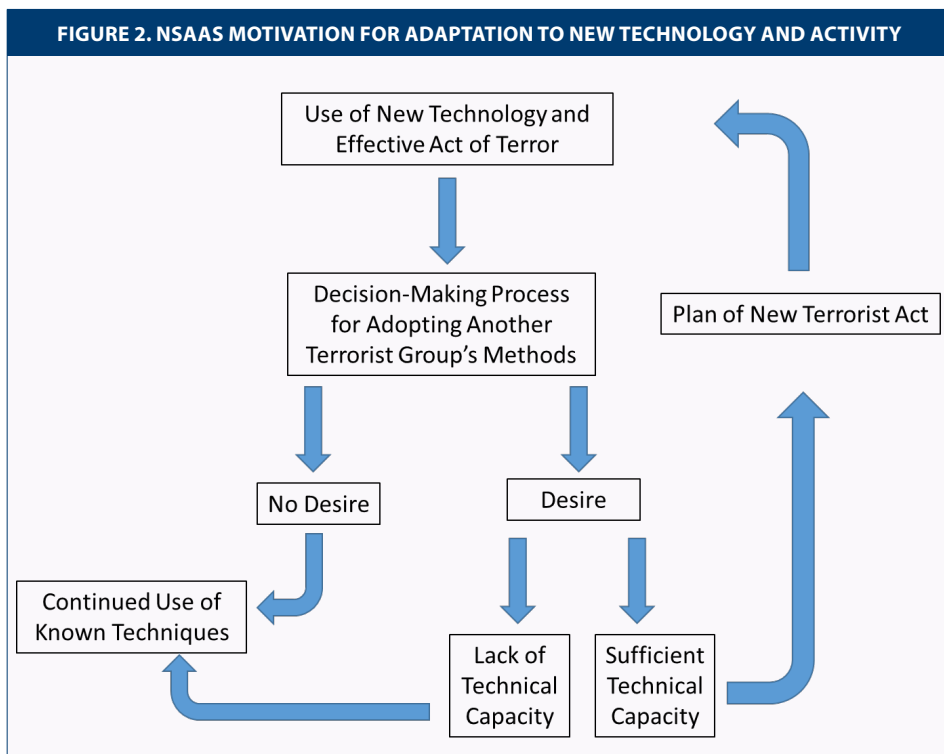 FIGURE 2. NSAAS MOTIVATION FOR ADAPTATION TO NEW TECHNOLOGY AND ACTIVITY
Use of New Technology and
Effective Act of Terror
Decision-Making Process
for Adopting Another
Terrorist Group's Methods
Plan of New Terrorist Act
No Desire
Desire
Continued Use of
Known Techniques
Lack of
Technical
Capacity
Sufficient
Technical
Capacity